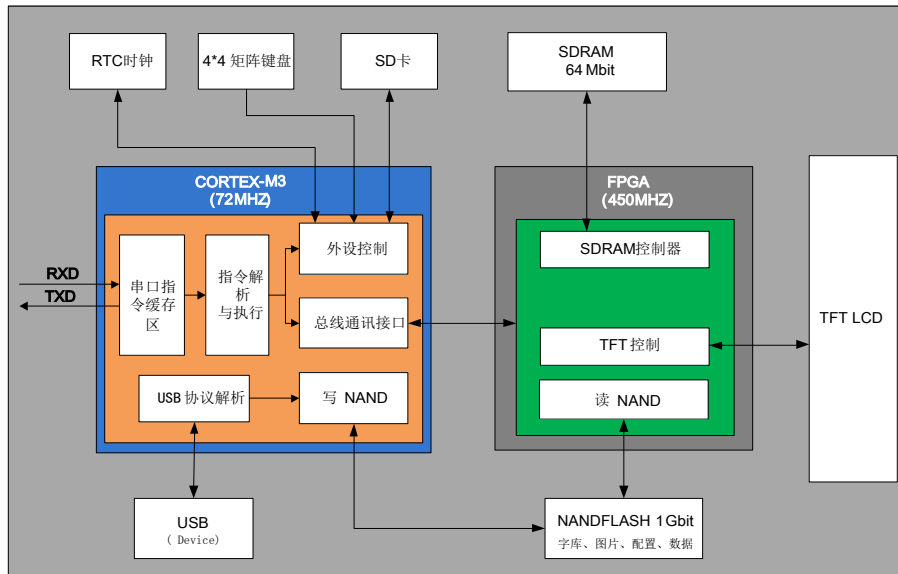 RTC时钟
4*4 矩阵键盘
SD卡
SDRAM
64 Mbit
CORTEX-M3
(72MHZ)
FPGA
(450MHZ)
RXD
TXD
串口指
令缓存
区
指令解
析
与执行
外设控制
总线通讯接口
USB 协议解析
写 NAND
SDRAM控制器
TFT 控制
读 NAND
TFT LCD
USB
( Device)
NANDFLASH 1Gbit
字库、图片、配置、数据